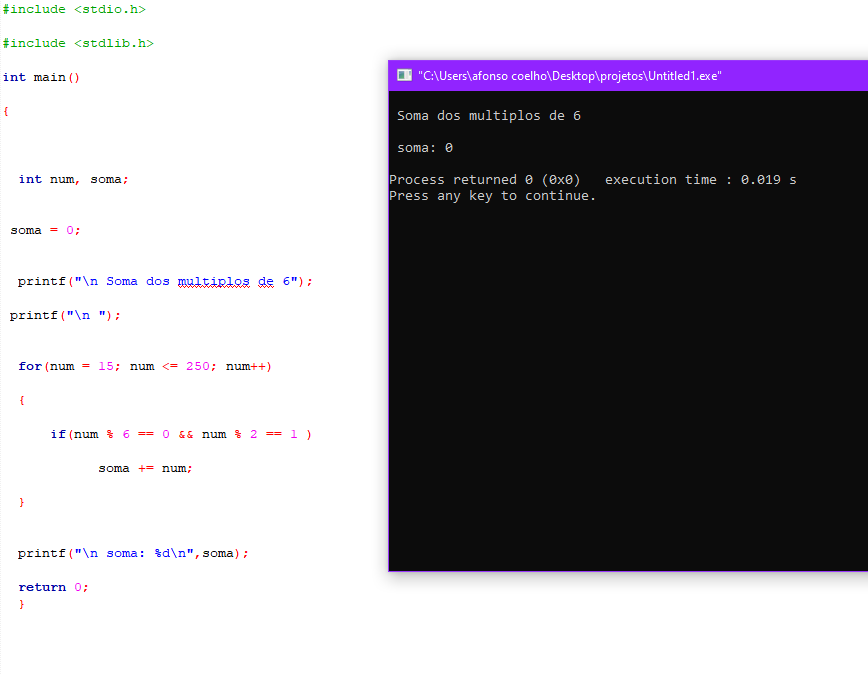 #include <stdio.h>
#include <stdlib.h>
int main()
{
int num, soma;
soma = 0;
printf("\n Soma dos multiplos de 6");
printf("\n ");
for(num = 15; num <= 250; num++)
{
if(num % 6 == 0 && num % 2 == 1 )
soma += num;
}
printf("\n soma: %d\n",soma);
return 0;
}
"C:\Users\afonso coelho\Desktop\projetos\Untitled1.exe"
Soma dos multiplos de 6
soma: 0
Process returned 0 (0x0)   execution time : 0.019 s
Press any key to continue.